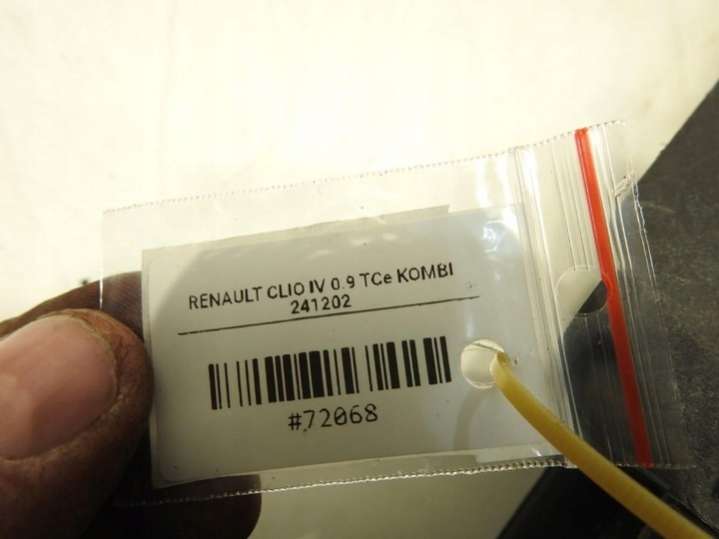 RENAULT CLIO IV 0.9 TCe KOMBI
241202
#72068